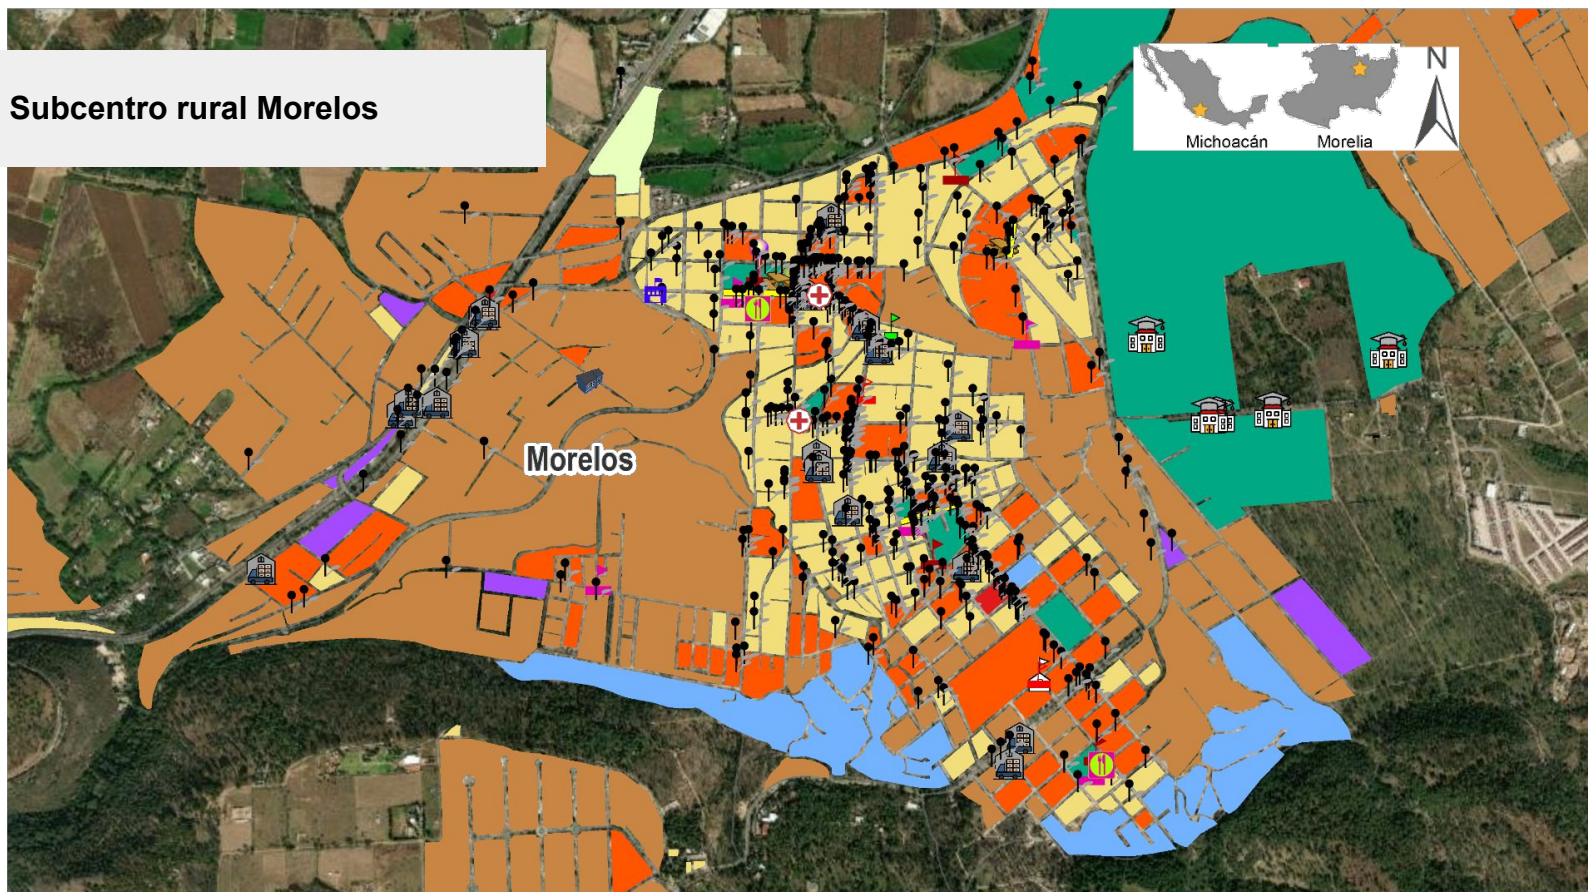 Subcentro rural Morelos
N
Michoacán
Morelia
Morelos